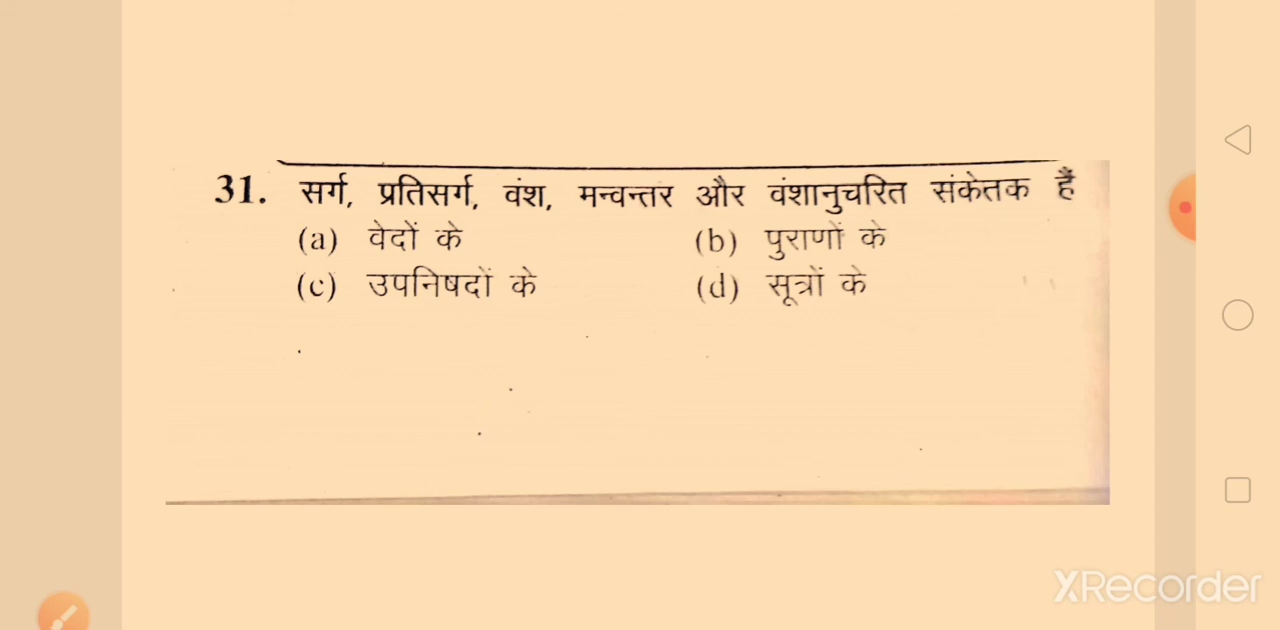 31. सर्ग, प्रतिसर्ग, वंश, मन्वन्तर और वंशानुचरित संकेतक हैं
(a) वेदों के (b) पुराणों के
(c) उपनिषदों के (d) सूत्रों के
XRecorder